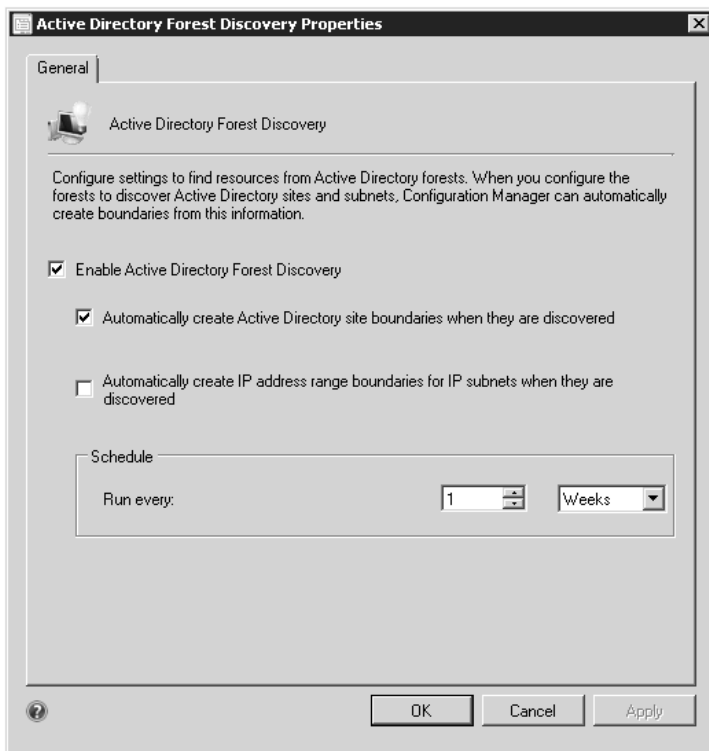 Active Directory Forest Discovery Properties
General
Active Directory Forest Discovery
Configure settings to find resources from Active Directory forests. When you configure the
forests to discover Active Directory sites and subnets, Configuration Manager can automatically
create boundaries from this information.
Enable Active Directory Forest Discovery
Automatically create Active Directory site boundaries when they are discovered
Automatically create IP address range boundaries for IP subnets when they are
discovered
Schedule
Run every:
1
Weeks
OK
Cancel
Apply